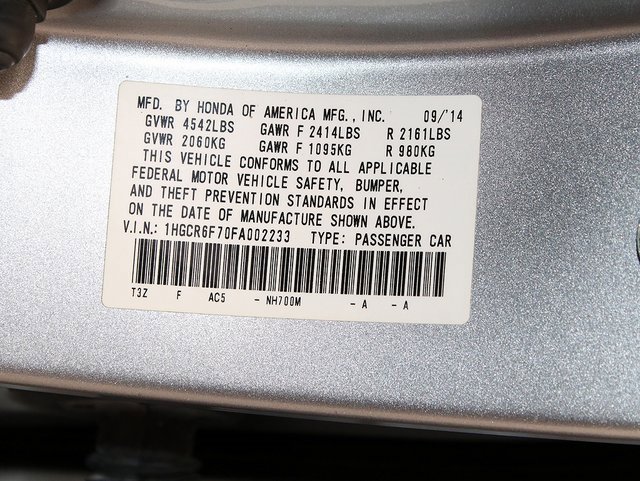 MFD. BY HONDA OF AMERICA MFG., INC. 09/'14
GVWR 4542LBS GAWR F 2414LBS R 2161LBS
GVWR 2060KG GAWR F 1095KG R 980KG
THIS VEHICLE CONFORMS TO ALL APPLICABLE
FEDERAL MOTOR VEHICLE SAFETY, BUMPER,
AND THEFT PREVENTION STANDARDS IN EFFECT
ON THE DATE OF MANUFACTURE SHOWN ABOVE.
V.I.N.: 1HGCR6F70FA002233 TYPE: PASSENGER CAR
T3Z F AC5 - NH700M - A - A